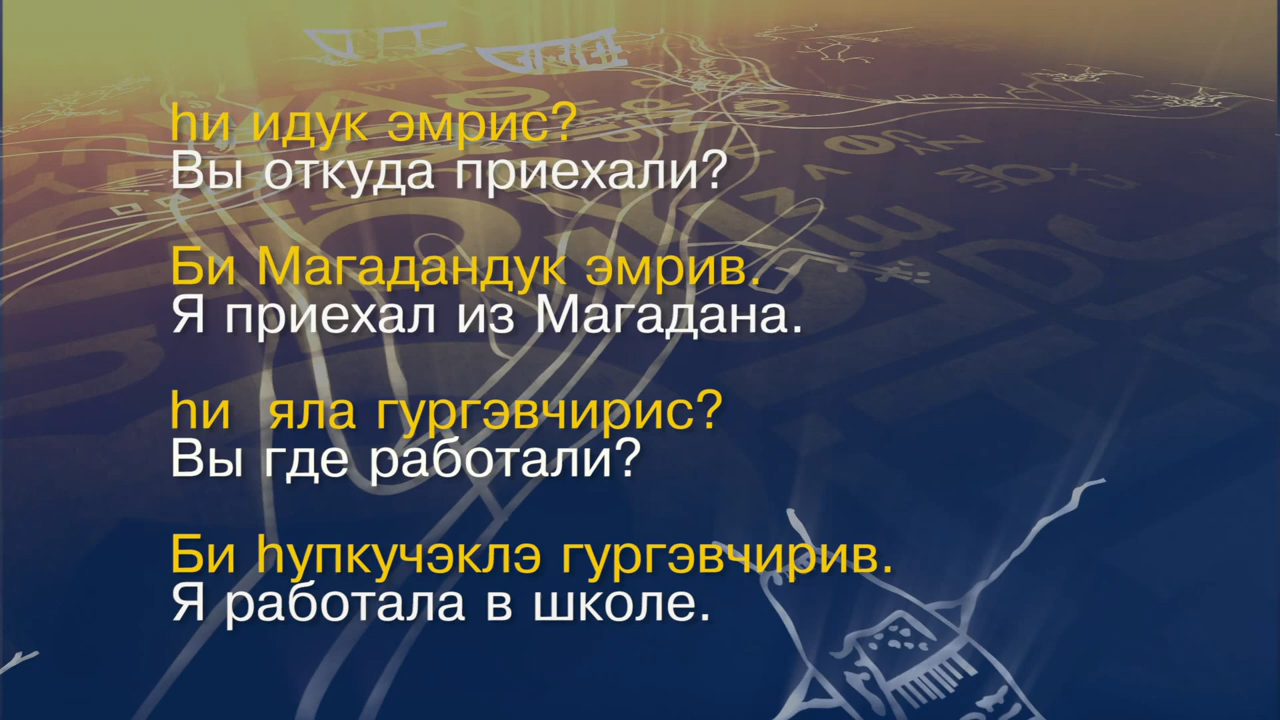 һи идук эмрис?
Вы откуда приехали?
Би Магадандук эмрив.
Я приехал из Магадана.
һи яла гургэвчирис?
Вы где работали?
Би һупкучэклэ гургэвчирив.
Я работала в школе.